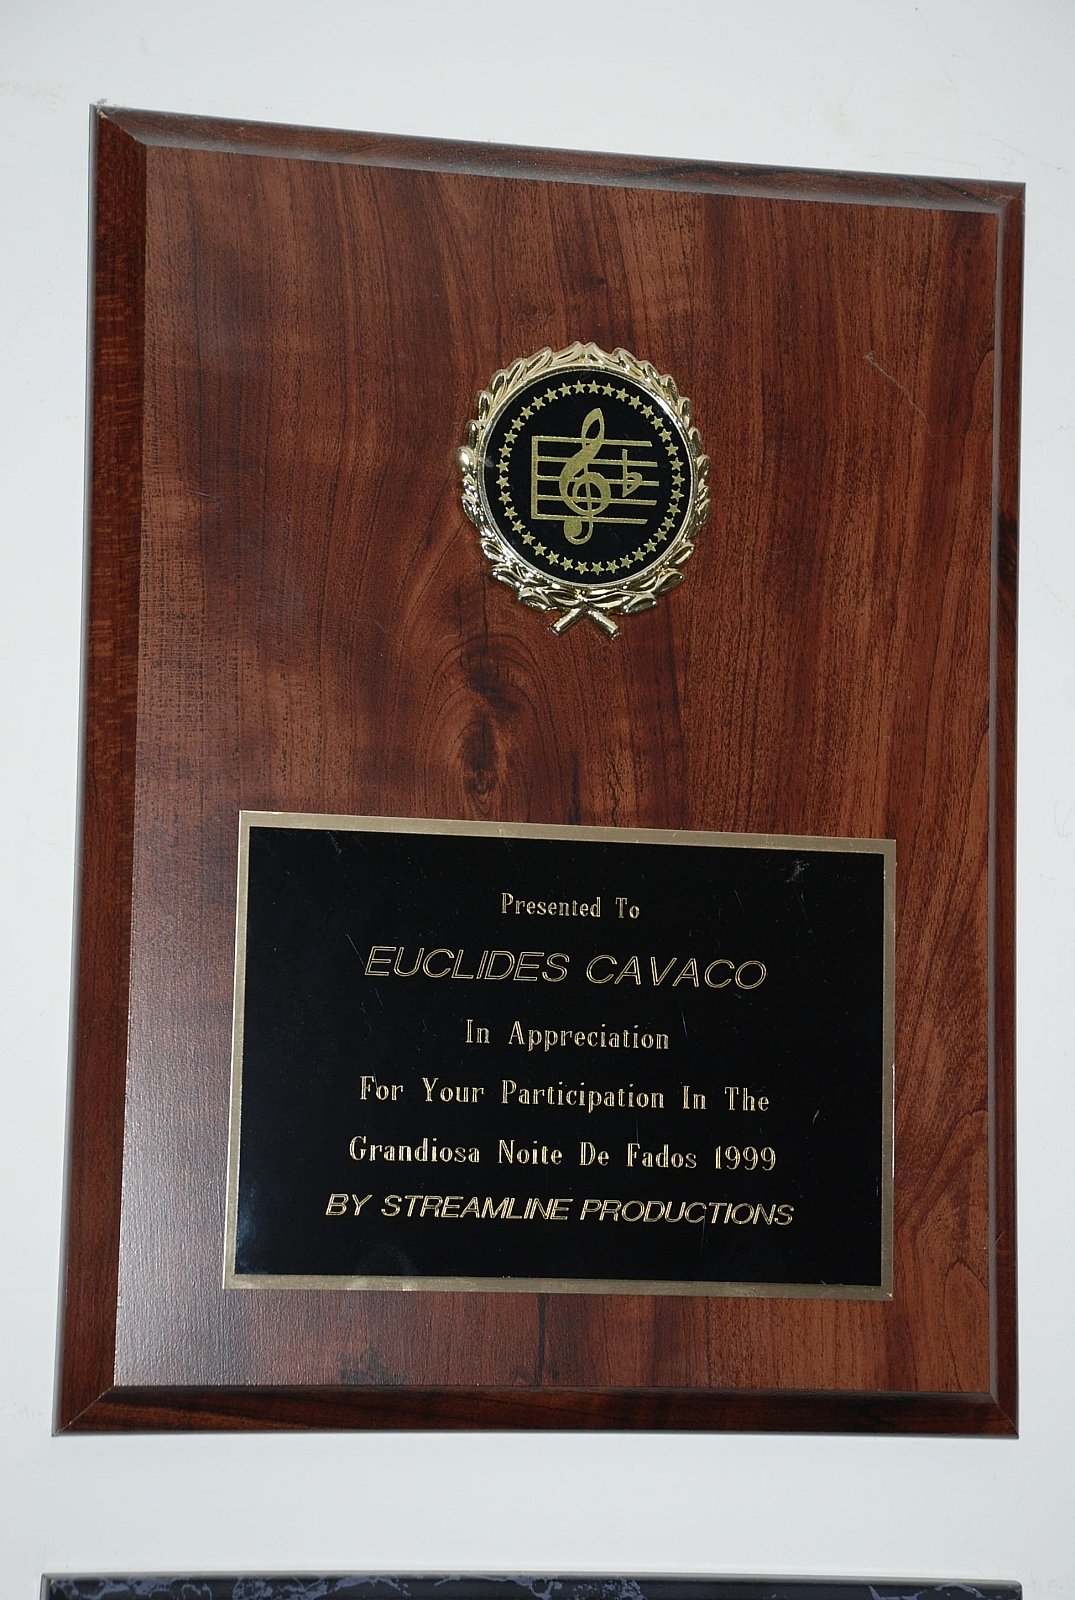 Presented To
EUCLIDES CAVACO
In Appreciation
For Your Participation In The
Grandiosa Noite De Fados 1999
BY STREAMLINE PRODUCTIONS